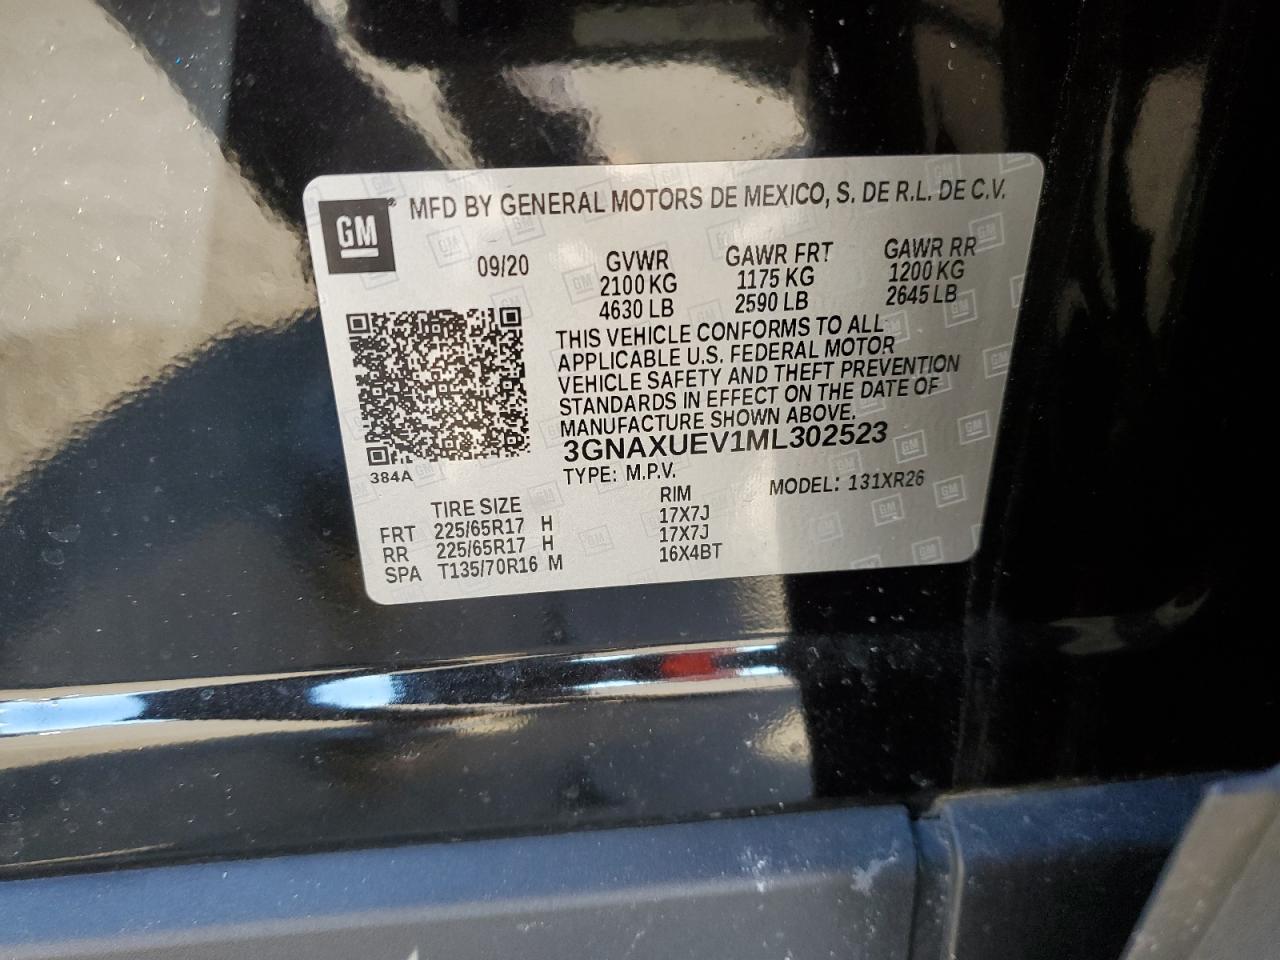 GM ® MFD BY GENERAL MOTORS DE MEXICO, S. DE R.L. DE C.V.
09/20 GVWR GAWR FRT GAWR RR
2100 KG 1175 KG 1200 KG
4630 LB 2590 LB 2645 LB
THIS VEHICLE CONFORMS TO ALL
APPLICABLE U.S. FEDERAL MOTOR
VEHICLE SAFETY AND THEFT PREVENTION
STANDARDS IN EFFECT ON THE DATE OF
MANUFACTURE SHOWN ABOVE.
3GNAXUEV1ML302523
384A TYPE: M.P.V. MODEL: 131XR26
TIRE SIZE RIM
FRT 225/65R17 H 17X7J
RR 225/65R17 H 17X7J
SPA T135/70R16 M 16X4BT